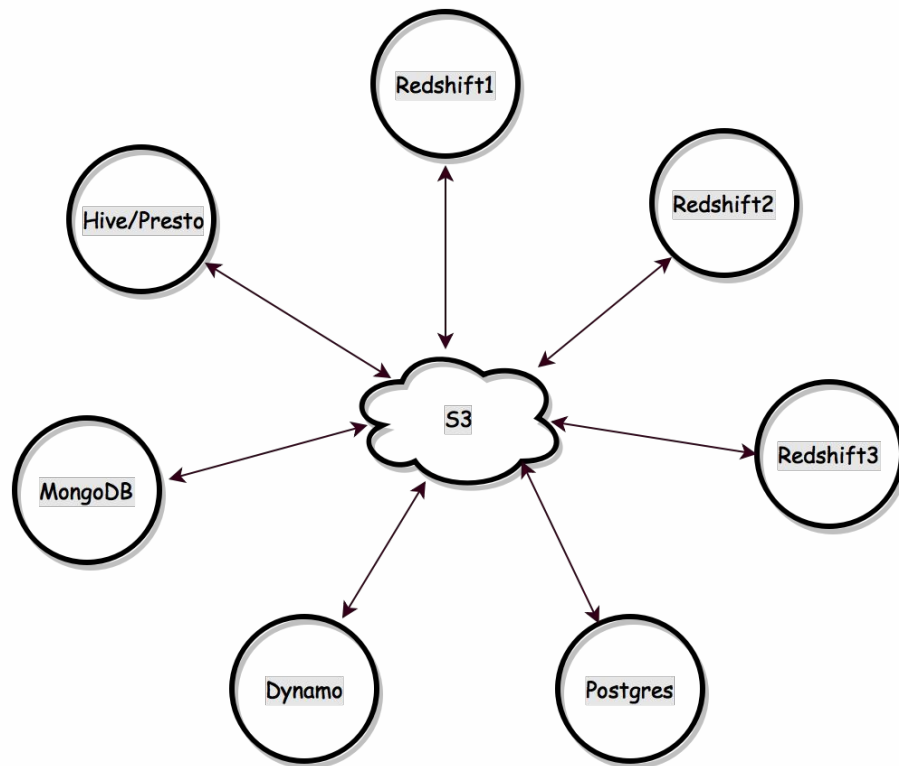 Redshift1
Redshift2
Hive/Presto
S3
Redshift3
MongoDB
Dynamo
Postgres